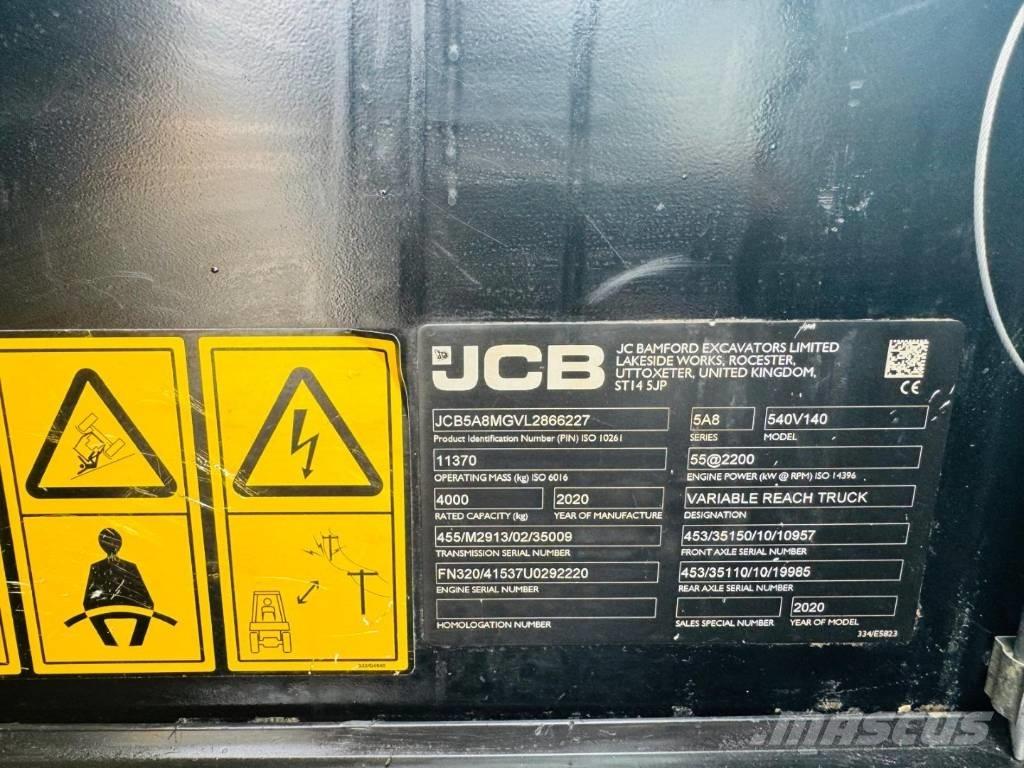 JCB
JC BAMFORD EXCAVATORS LIMITED
LAKESIDE WORKS, ROCESTER,
UTTOXETER, UNITED KINGDOM,
ST14 5JP
CE
JCB5A8MGVL2866227
Product Identification Number (PIN) ISO 10261
5A8
SERIES
540V140
MODEL
11370
OPERATING MASS (kg) ISO 6016
55@2200
ENGINE POWER (kW @ RPM) ISO 14396
4000
RATED CAPACITY (kg)
2020
YEAR OF MANUFACTURE
VARIABLE REACH TRUCK
DESIGNATION
455/M2913/02/35009
TRANSMISSION SERIAL NUMBER
453/35150/10/10957
FRONT AXLE SERIAL NUMBER
FN320/41537U0292220
ENGINE SERIAL NUMBER
453/35110/10/19985
REAR AXLE SERIAL NUMBER
HOMOLOGATION NUMBER
SALES SPECIAL NUMBER
2020
YEAR OF MODEL
334/E5823
MASCUS